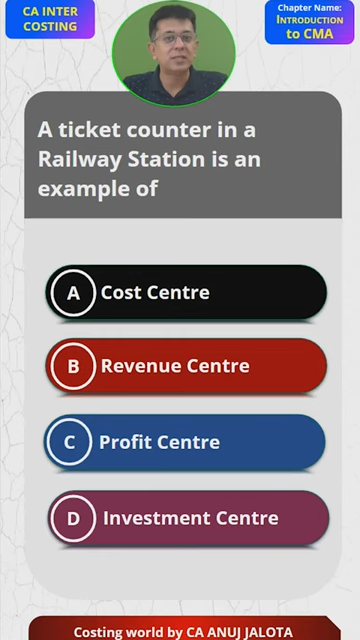 CA INTER
COSTING
Chapter Name:
INTRODUCTION
to CMA
A ticket counter in a
Railway Station is an
example of
A Cost Centre
B Revenue Centre
C Profit Centre
D Investment Centre
Costing world by CA ANUJ JALOTA